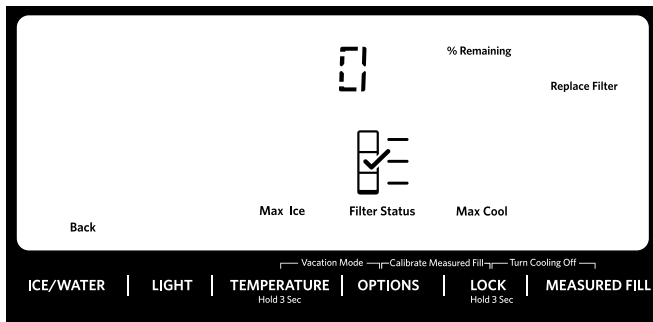 0
% Remaining
Replace Filter
Max Ice Filter Status Max Cool
Back
Vacation Mode Calibrate Measured Fill Turn Cooling Off
ICE/WATER | LIGHT | TEMPERATURE | OPTIONS | LOCK | MEASURED FILL
Hold 3 Sec Hold 3 Sec